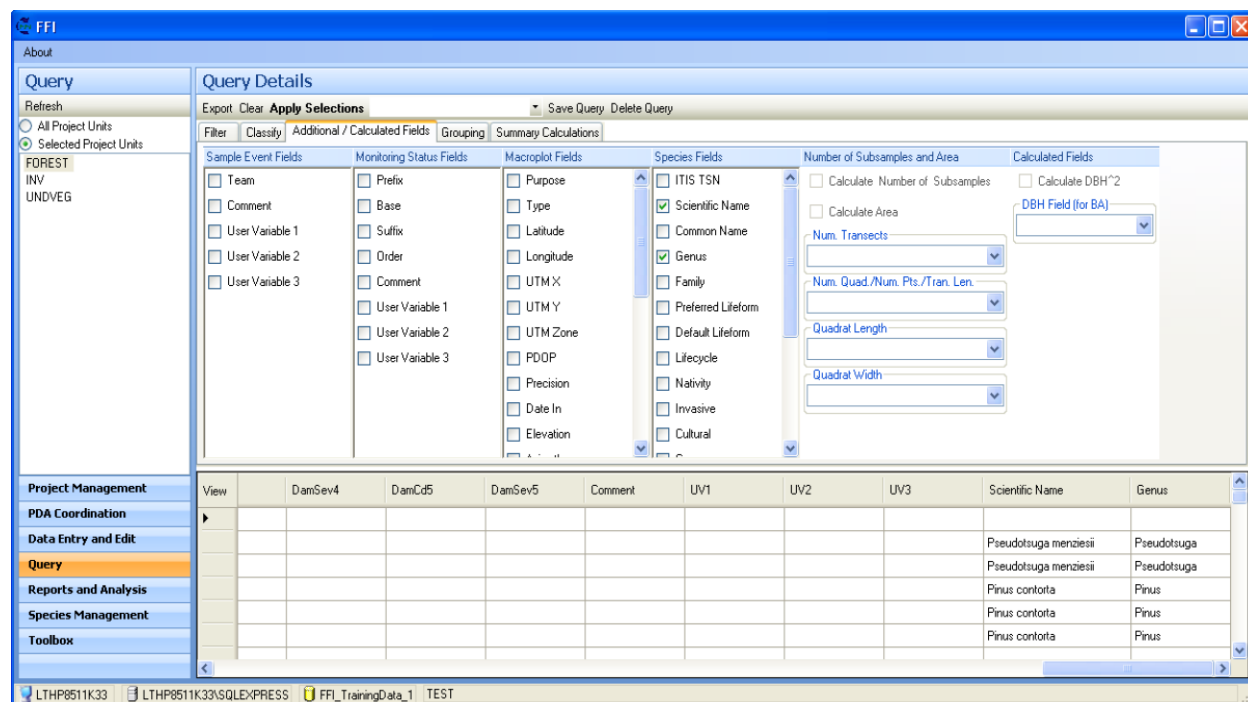 FFI
About
Query
Query Details
Refresh
Export Clear Apply Selections Save Query Delete Query
All Project Units
Selected Project Units
Filter Classify Additional / Calculated Fields Grouping Summary Calculations
FOREST
INV
UNDVEG
Sample Event Fields Monitoring Status Fields Macroplot Fields Species Fields Number of Subsamples and Area Calculated Fields
Team Prefix Purpose ITIS TSN Calculate Number of Subsamples Calculate DBH^2
Comment Base Type Scientific Name Calculate Area DBH Field (for BA)
User Variable 1 Suffix Latitude Common Name Num. Transects
User Variable 2 Order Longitude Genus
User Variable 3 Comment UTM X Family Num. Quad./Num. Pts./Tran. Len.
User Variable 1 UTM Y Preferred Lifeform
User Variable 2 UTM Zone Default Lifeform Quadrat Length
User Variable 3 PDOP Lifecycle
Precision Nativity Quadrat Width
Date In Invasive
Elevation Cultural
Project Management
PDA Coordination
Data Entry and Edit
Query
Reports and Analysis
Species Management
Toolbox
View DamSev4 DamCd5 DamSev5 Comment UV1 UV2 UV3 Scientific Name Genus
Pseudotsuga menziesii Pseudotsuga
Pseudotsuga menziesii Pseudotsuga
Pinus contorta Pinus
Pinus contorta Pinus
Pinus contorta Pinus
LTHP8511K33 LTHP8511K33\SQLEXPRESS FFI_TrainingData_1 TEST